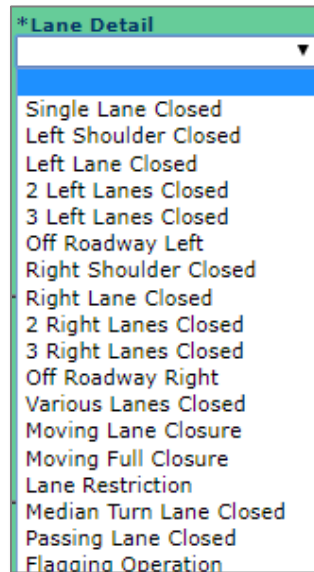 *Lane Detail
Single Lane Closed
Left Shoulder Closed
Left Lane Closed
2 Left Lanes Closed
3 Left Lanes Closed
Off Roadway Left
Right Shoulder Closed
Right Lane Closed
2 Right Lanes Closed
3 Right Lanes Closed
Off Roadway Right
Various Lanes Closed
Moving Lane Closure
Moving Full Closure
Lane Restriction
Median Turn Lane Closed
Passing Lane Closed
Flagging Operation